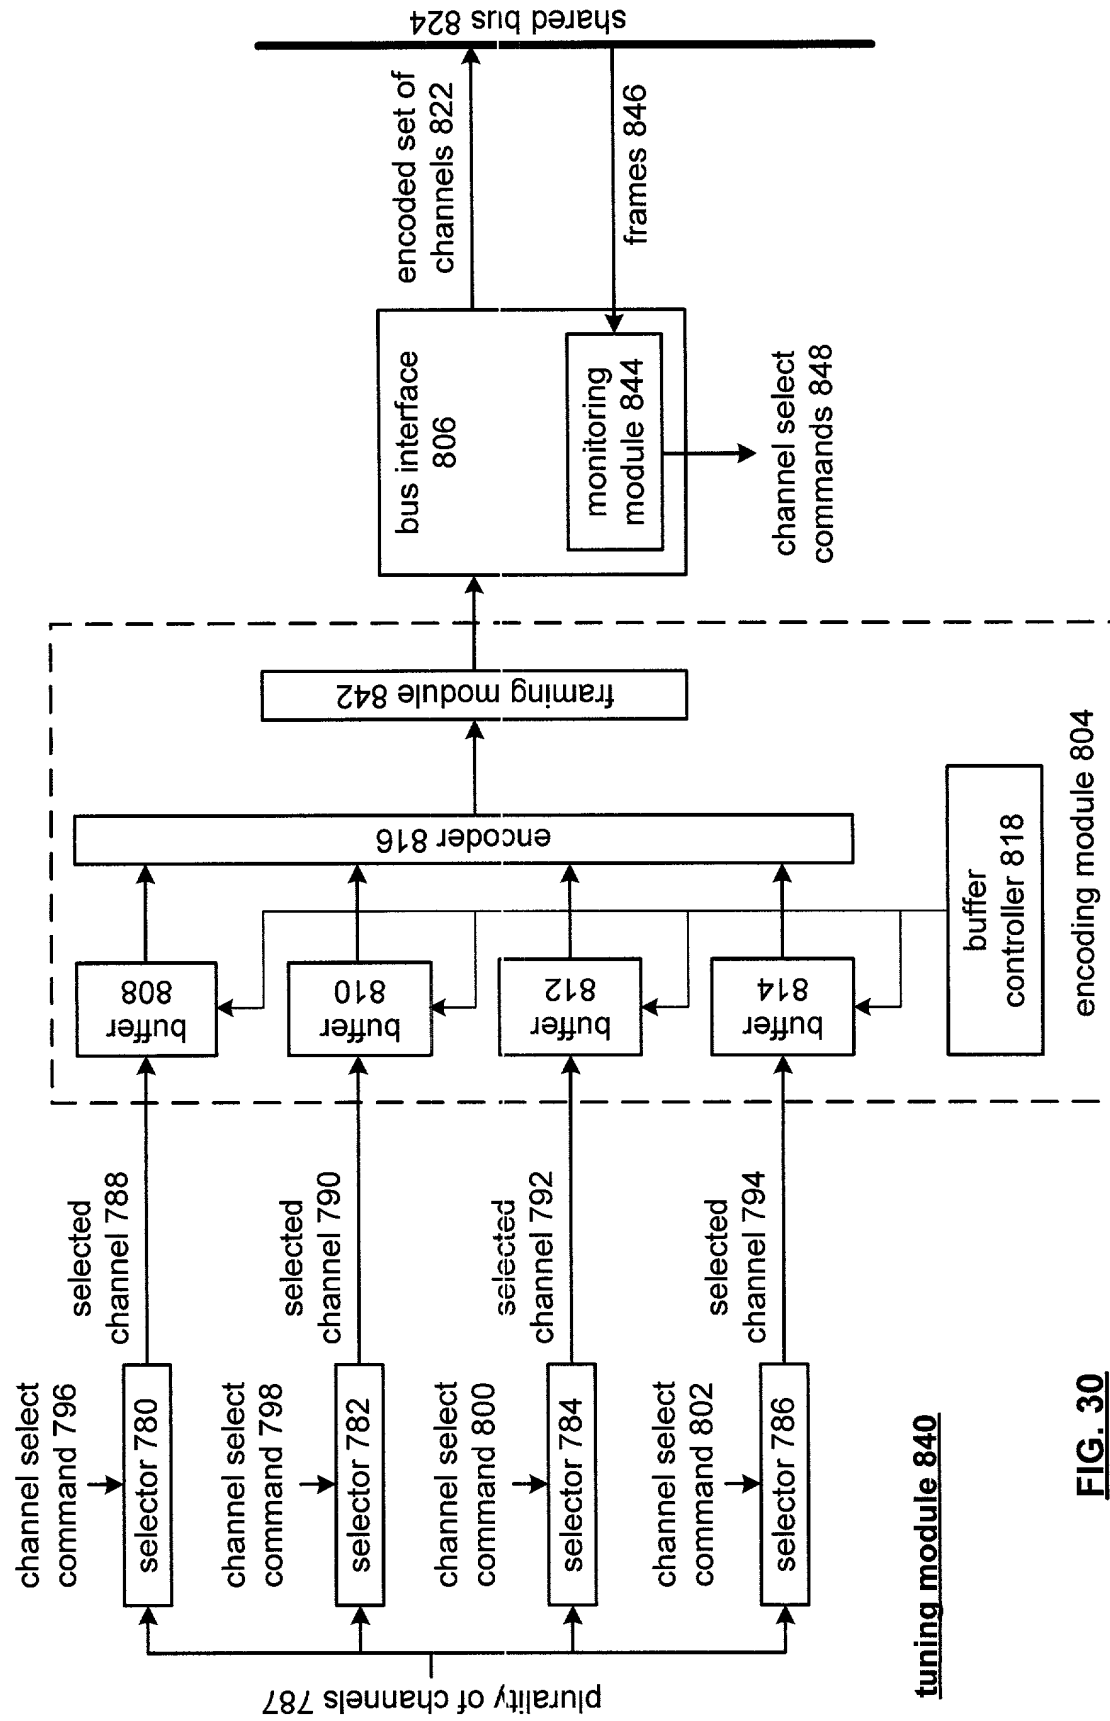 plurality of channels 787
channel select
command 796
selector 780
selected
channel 788
buffer
808
channel select
command 798
selector 782
selected
channel 790
buffer
810
channel select
command 800
selector 784
selected
channel 792
buffer
812
channel select
command 802
selector 786
selected
channel 794
buffer
814
encoder 816
framing module 842
buffer
controller 818
encoding module 804
bus interface
806
monitoring
module 844
channel select
commands 848
encoded set of
channels 822
frames 846
shared bus 824
tuning module 840
FIG. 30